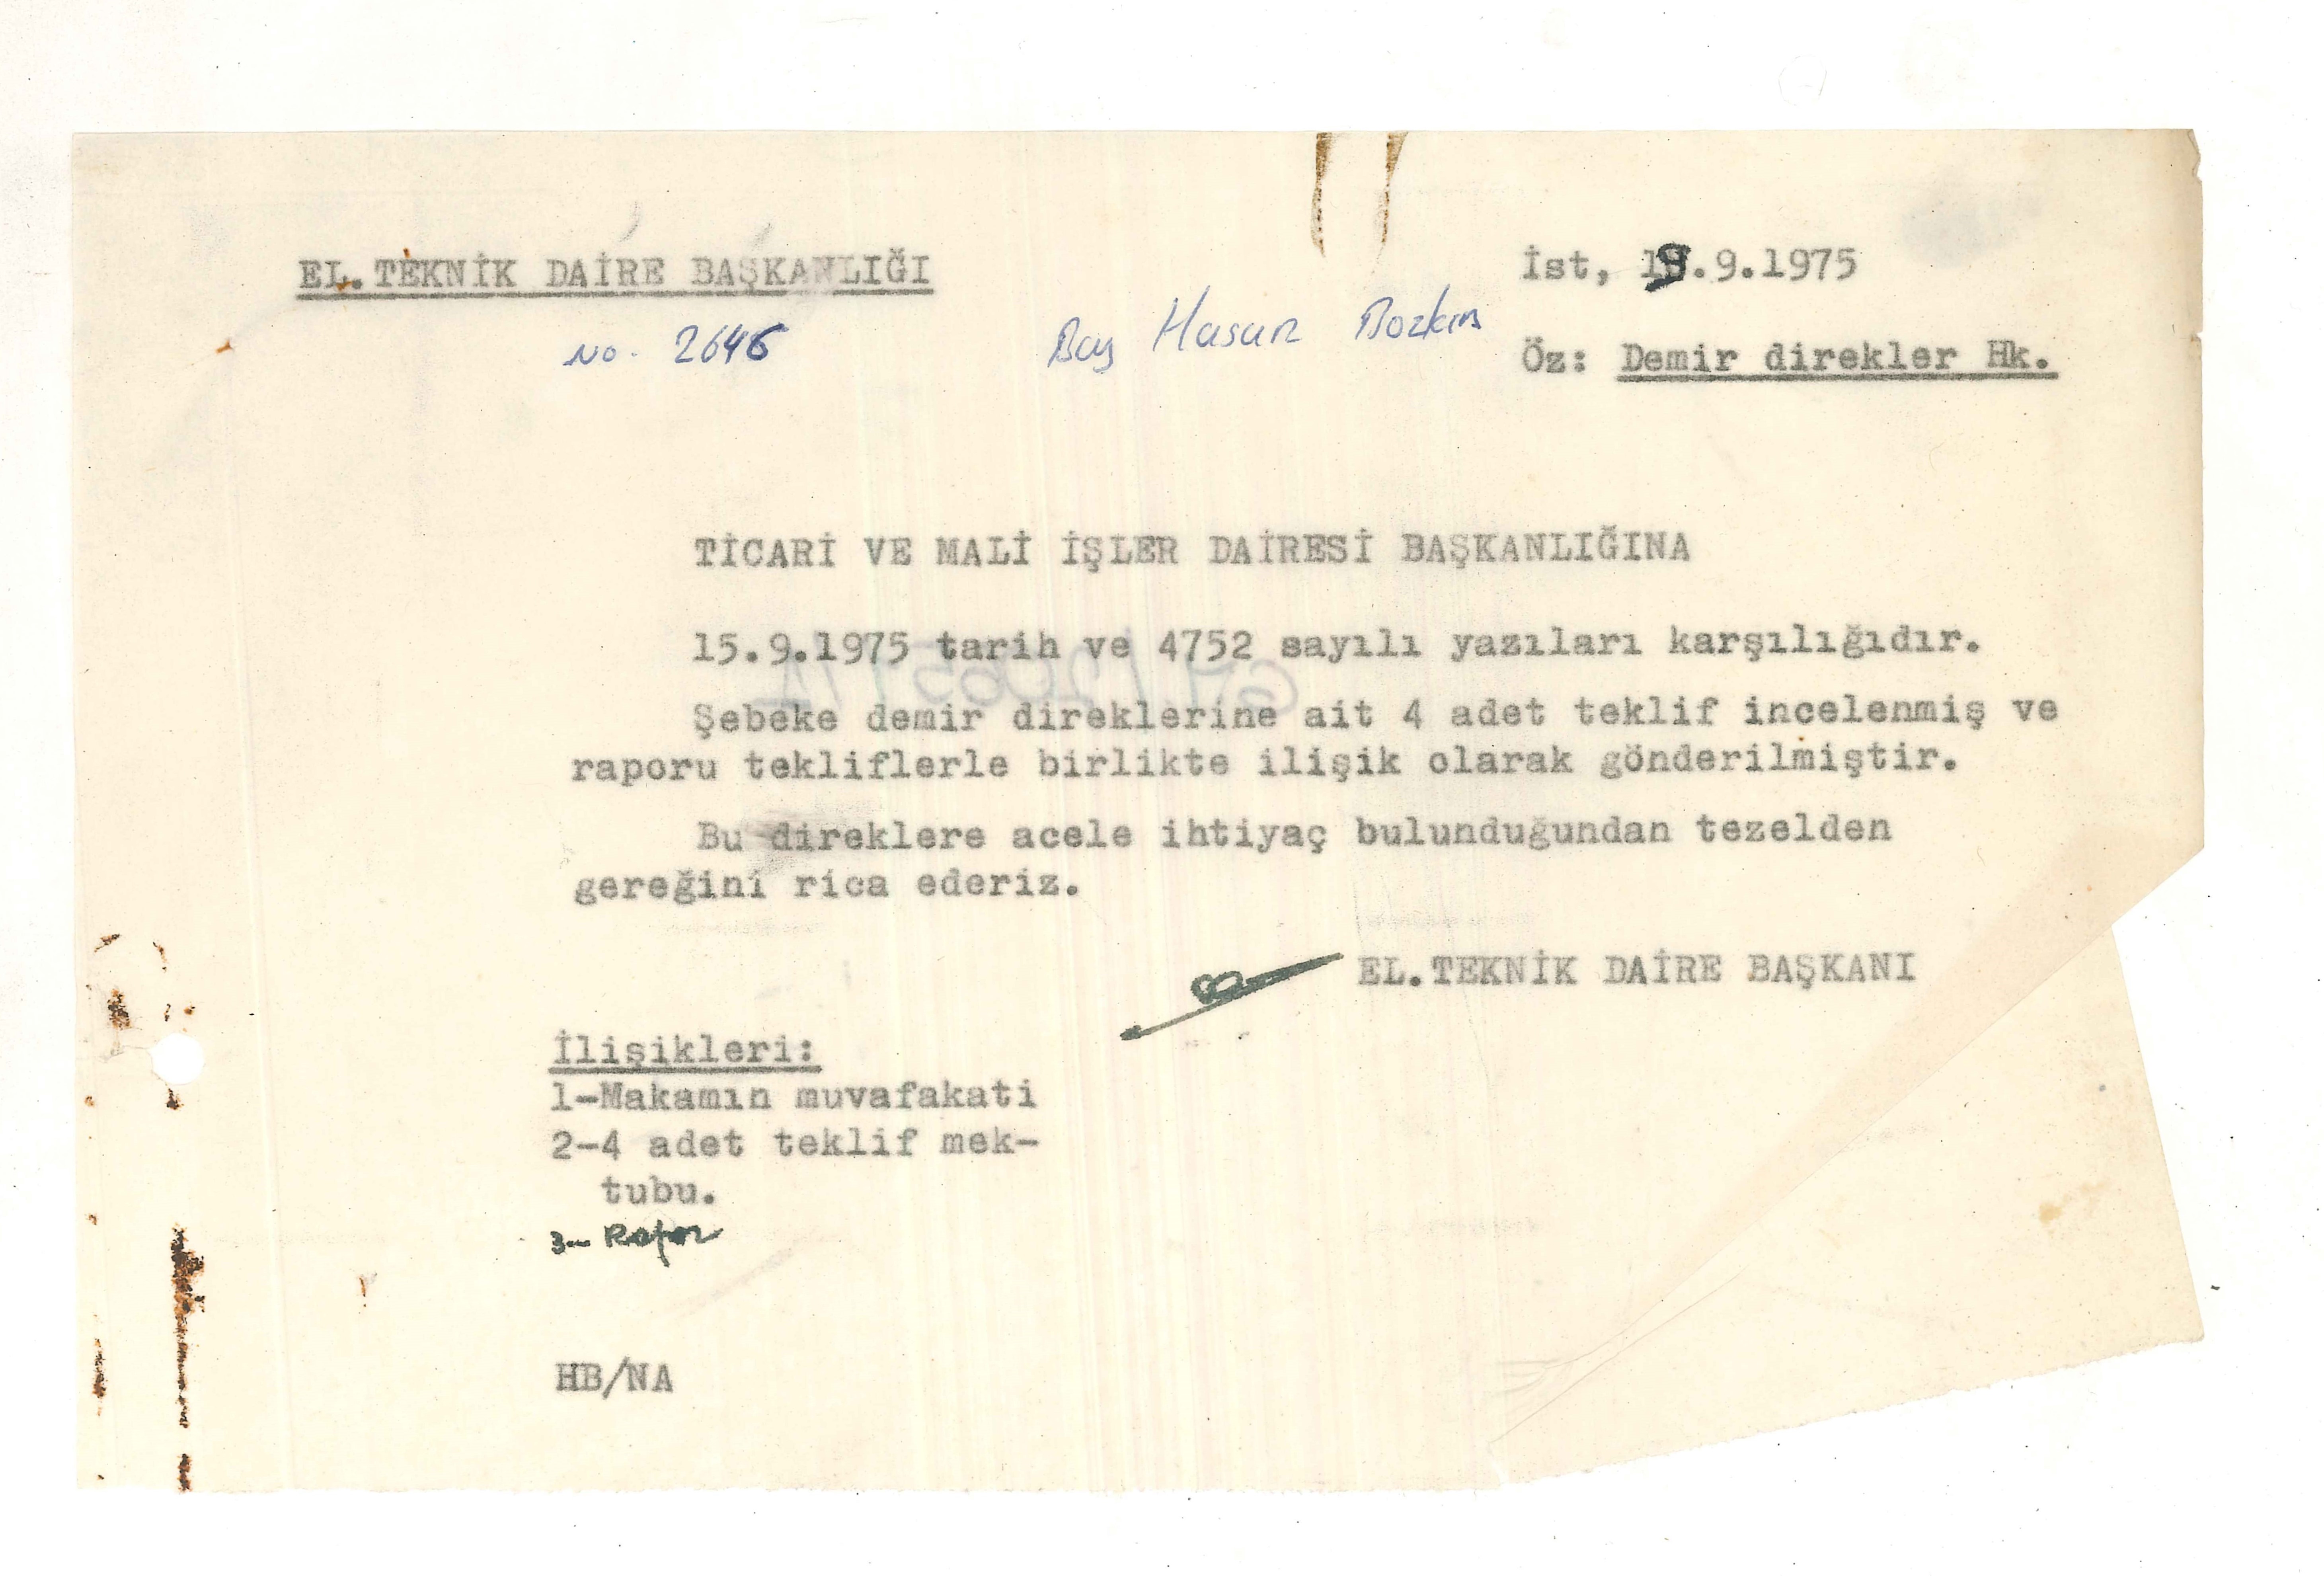 EL.TEKNİK DAİRE BAŞKANLIĞI
İst, 19.9.1975
No. 2646
Bay Hasan
Öz: Demir direkler Hk.
TİCARİ VE MALİ İŞLER DAİRESİ BAŞKANLIĞINA
15.9.1975 tarih ve 4752 sayılı yazıları karşılığıdır.
Şebeke demir direklerine ait 4 adet teklif incelenmiş ve
raporu tekliflerle birlikte ilişik olarak gönderilmiştir.
Bu direklere acele ihtiyaç bulunduğundan tezelden
gereğini rica ederiz.
EL.TEKNİK DAİRE BAŞKANI
İlişikleri:
1-Makamın muvafakati
2-4 adet teklif mek-
tubu.
3- Rapor
HB/NA